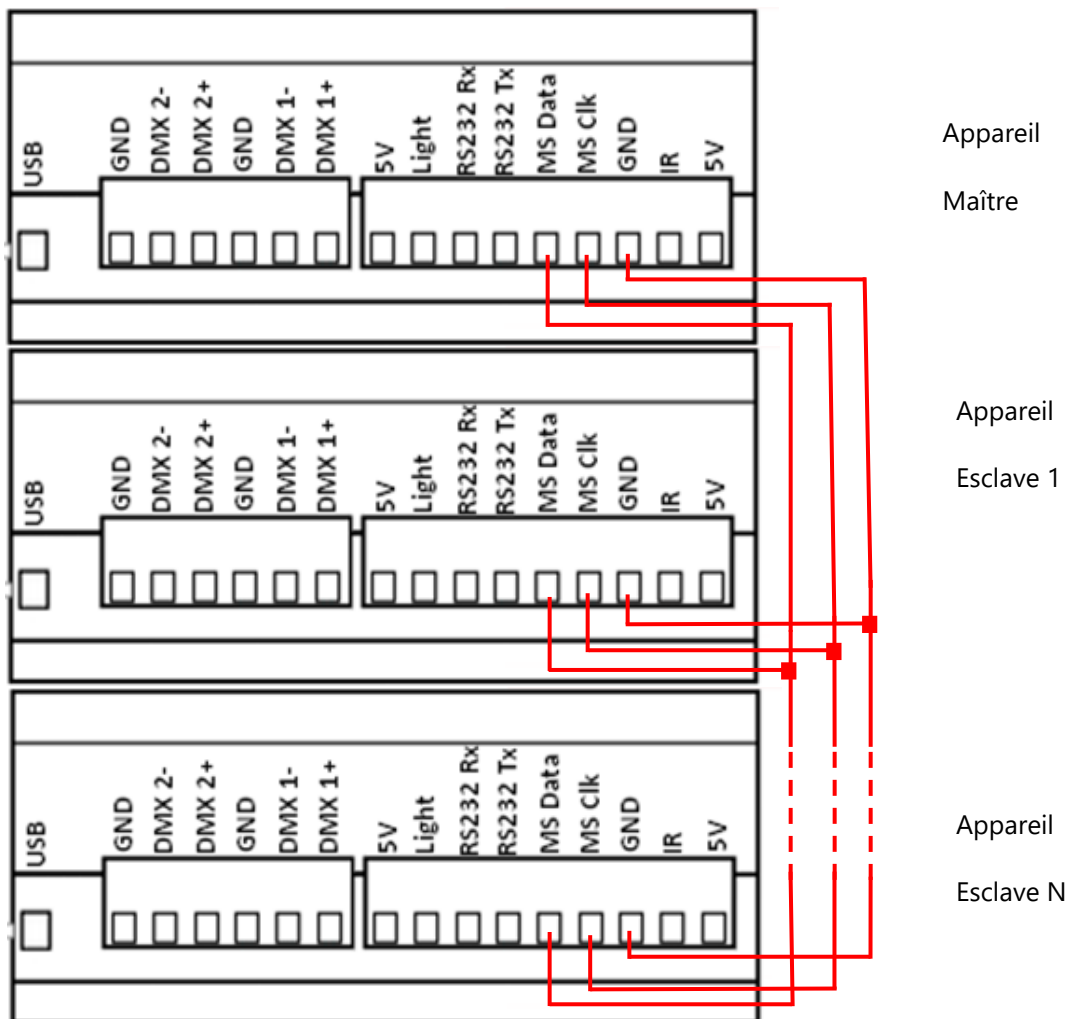 USB
GND
DMX 2-
DMX 2+
GND
DMX 1-
DMX 1+
5V
Light
RS232 Rx
RS232 Tx
MS Data
MS Clk
GND
IR
5V
Appareil
Maître
USB
GND
DMX 2-
DMX 2+
GND
DMX 1-
DMX 1+
5V
Light
RS232 Rx
RS232 Tx
MS Data
MS Clk
GND
IR
5V
Appareil
Esclave 1
USB
GND
DMX 2-
DMX 2+
GND
DMX 1-
DMX 1+
5V
Light
RS232 Rx
RS232 Tx
MS Data
MS Clk
GND
IR
5V
Appareil
Esclave N